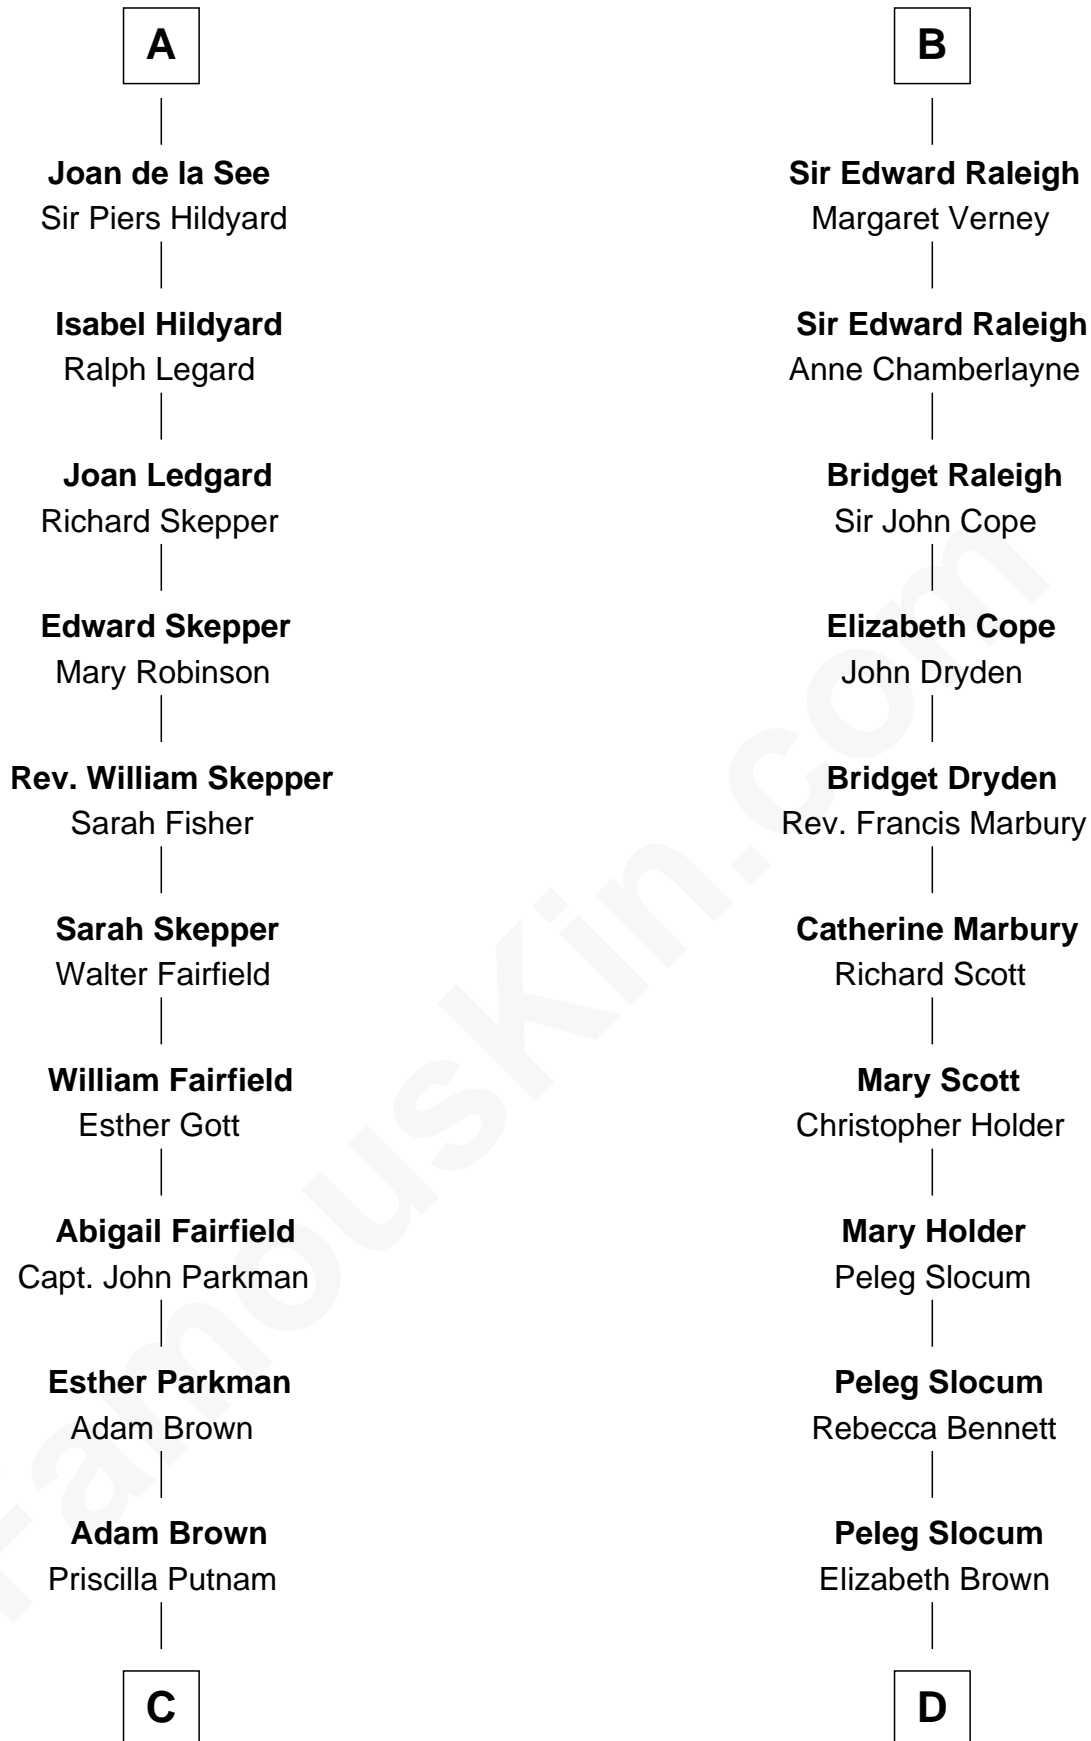 A
Joan de la See
Sir Piers Hildyard
Isabel Hildyard
Ralph Legard
Joan Ledgard
Richard Skepper
Edward Skepper
Mary Robinson
Rev. William Skepper
Sarah Fisher
Sarah Skepper
Walter Fairfield
William Fairfield
Esther Gott
Abigail Fairfield
Capt. John Parkman
Esther Parkman
Adam Brown
Adam Brown
Priscilla Putnam
C
B
Sir Edward Raleigh
Margaret Verney
Sir Edward Raleigh
Anne Chamberlayne
Bridget Raleigh
Sir John Cope
Elizabeth Cope
John Dryden
Bridget Dryden
Rev. Francis Marbury
Catherine Marbury
Richard Scott
Mary Scott
Christopher Holder
Mary Holder
Peleg Slocum
Peleg Slocum
Rebecca Bennett
Peleg Slocum
Elizabeth Brown
D
FamousKin.com